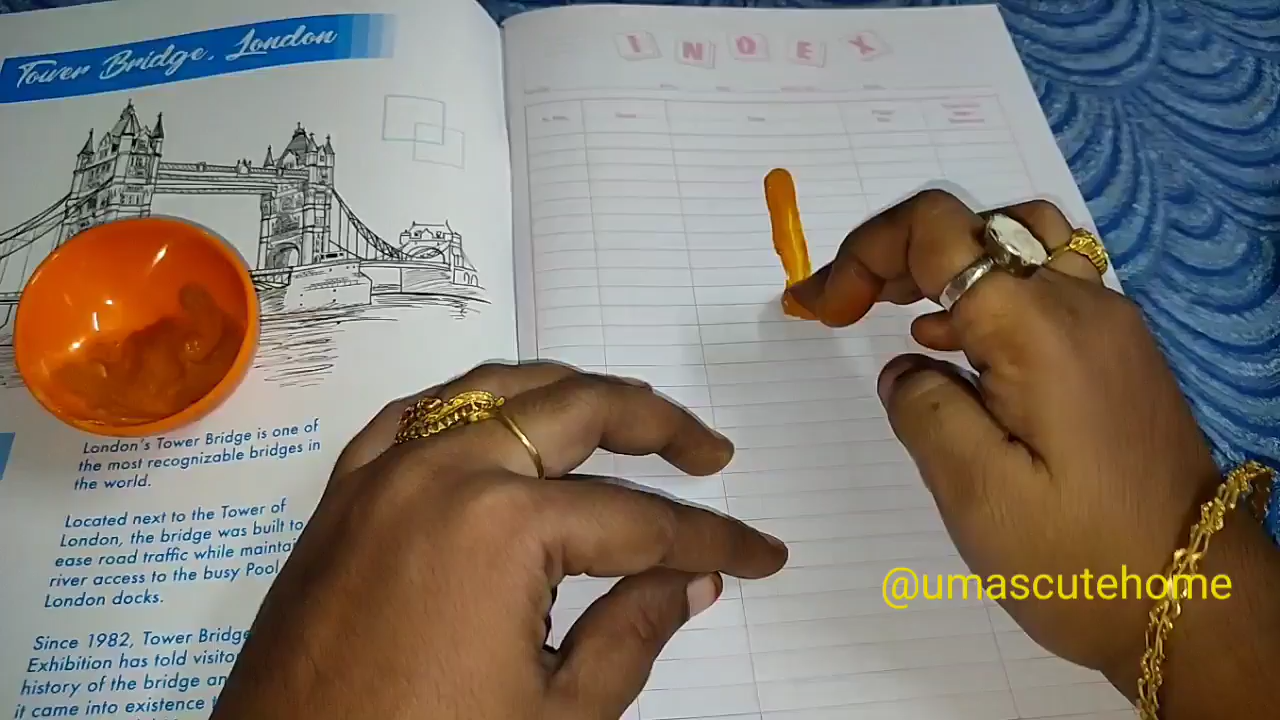 Tower Bridge, London
INDEX
London's Tower Bridge is one of
the most recognizable bridges in
the world.
Located next to the Tower of
London, the bridge was built to
ease road traffic while maintai
river access to the busy Pool
London docks.
Since 1982, Tower Bridge
Exhibition has told visito
history of the bridge an
it came into existence
@umascutehome